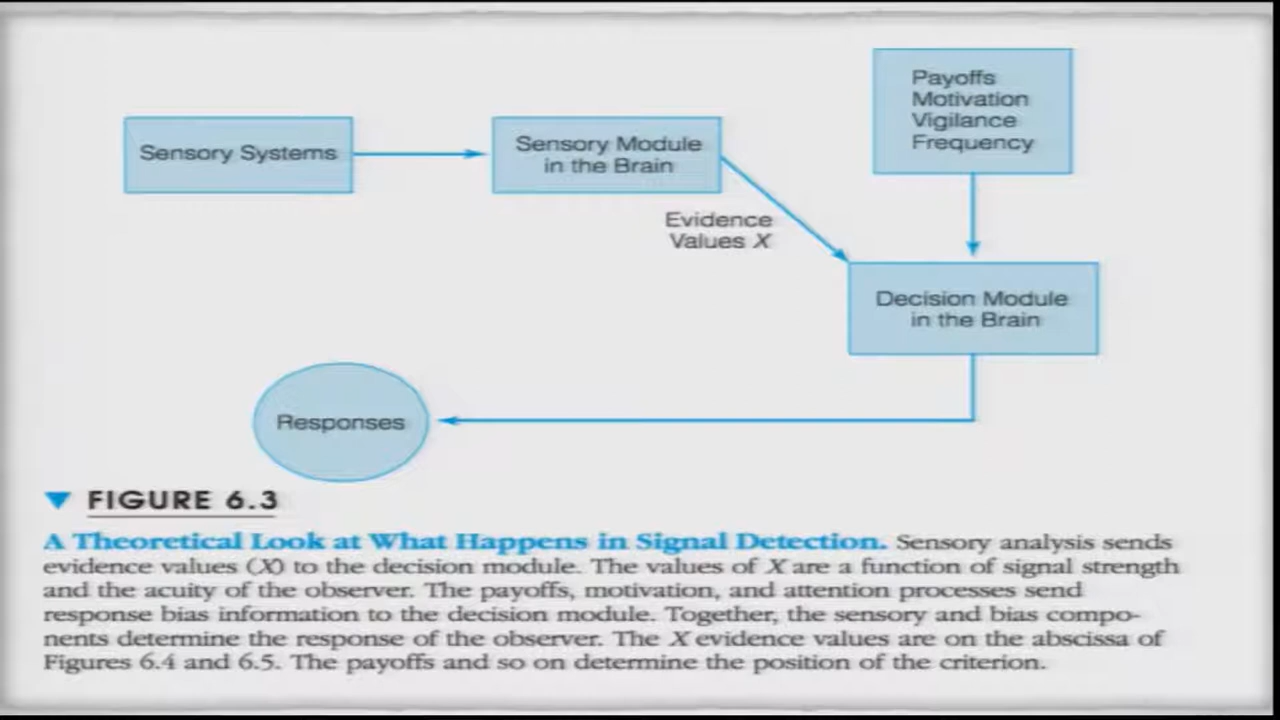 Sensory Systems
Sensory Module
in the Brain
Payoffs
Motivation
Vigilance
Frequency
Evidence
Values X
Decision Module
in the Brain
Responses
FIGURE 6.3
A Theoretical Look at What Happens in Signal Detection. Sensory analysis sends
evidence values (X) to the decision module. The values of X are a function of signal strength
and the acuity of the observer. The payoffs, motivation, and attention processes send
response bias information to the decision module. Together, the sensory and bias compo-
nents determine the response of the observer. The X evidence values are on the abscissa of
Figures 6.4 and 6.5. The payoffs and so on determine the position of the criterion.